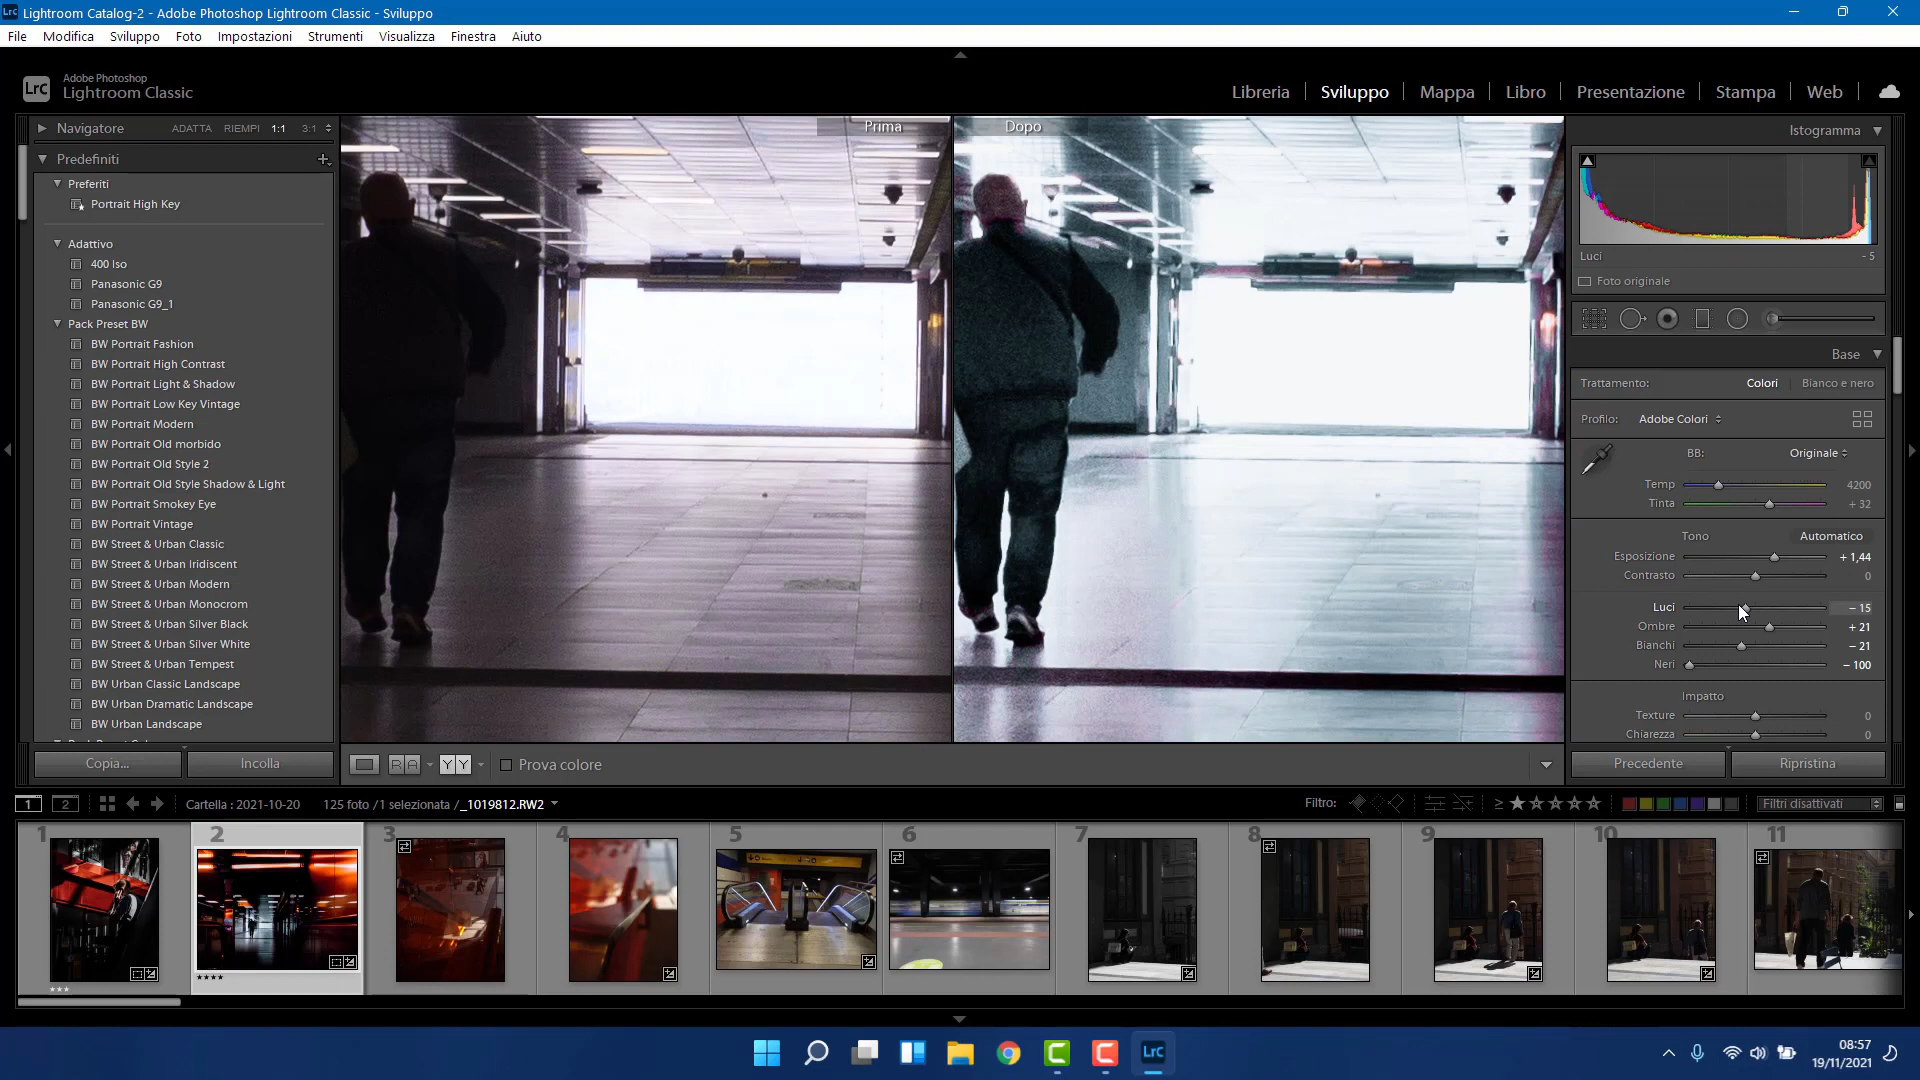 Lightroom Catalog-2 - Adobe Photoshop Lightroom Classic - Sviluppo
File Modifica Sviluppo Foto Impostazioni Strumenti Visualizza Finestra Aiuto
Adobe Photoshop
Lightroom Classic
Libreria Sviluppo Mappa Libro Presentazione Stampa Web
Navigatore ADATTA RIEMPI 1:1 3:1
Predefiniti
Preferiti
Portrait High Key
Adattivo
400 Iso
Panasonic G9
Panasonic G9_1
Pack Preset BW
BW Portrait Fashion
BW Portrait High Contrast
BW Portrait Light & Shadow
BW Portrait Low Key Vintage
BW Portrait Modern
BW Portrait Old morbido
BW Portrait Old Style 2
BW Portrait Old Style Shadow & Light
BW Portrait Smokey Eye
BW Portrait Vintage
BW Street & Urban Classic
BW Street & Urban Iridiscent
BW Street & Urban Modern
BW Street & Urban Monocrom
BW Street & Urban Silver Black
BW Street & Urban Silver White
BW Street & Urban Tempest
BW Urban Classic Landscape
BW Urban Dramatic Landscape
BW Urban Landscape
Copia... Incolla
Prima Dopo
R A Y Y Prova colore
Istogramma
Luci - 5
Foto originale
Base
Trattamento: Colori Bianco e nero
Profilo: Adobe Colori
BB: Originale
Temp 4200
Tinta + 32
Tono Automatico
Esposizione + 1,44
Contrasto 0
Luci - 15
Ombre + 21
Bianchi - 21
Neri - 100
Impatto
Texture 0
Chiarezza 0
Precedente Ripristina
1 2 Cartella : 2021-10-20 125 foto /1 selezionata /_1019812.RW2
Filtro: ≥ Filtri disattivati
1 2 3 4 5 6 7 8 9 10 11
LrC
08:57
19/11/2021